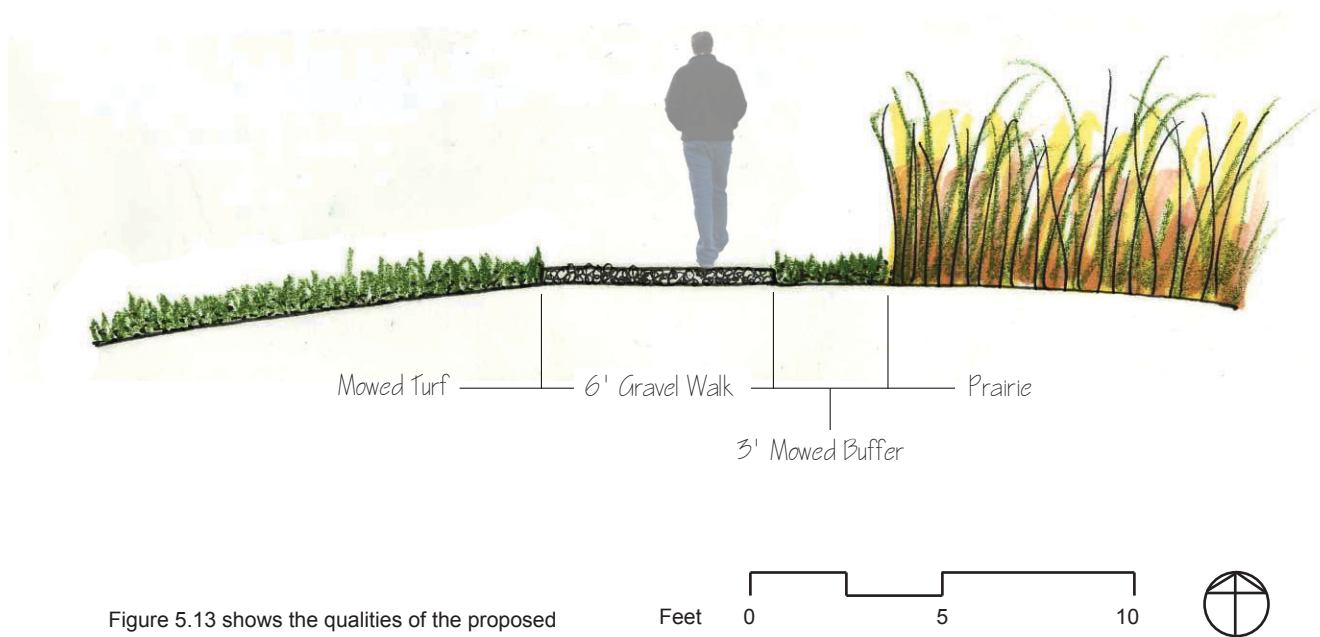 Mowed Turf 6' Gravel Walk Prairie
3' Mowed Buffer
Figure 5.13 shows the qualities of the proposed
Feet 0 5 10